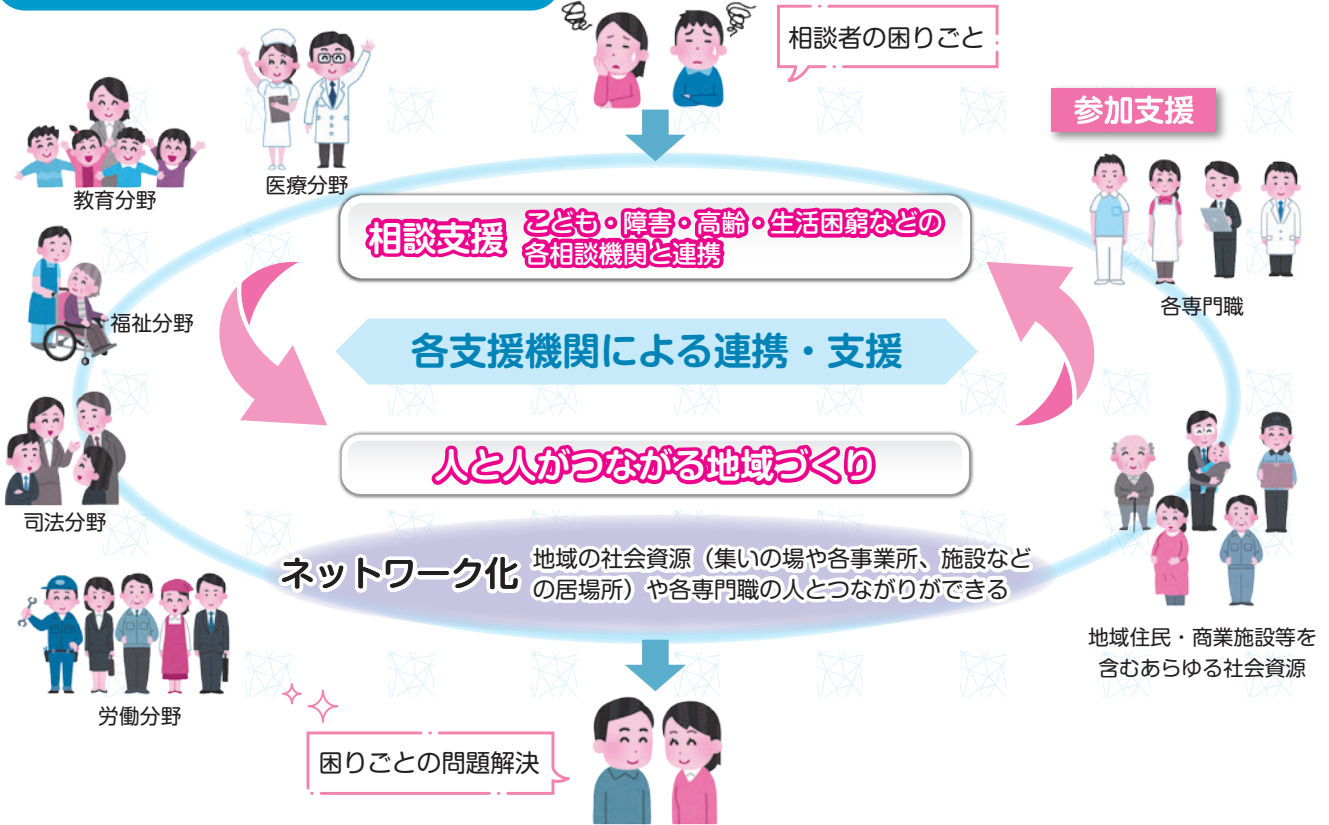 相談者の困りごと
参加支援
医療分野
教育分野
相談支援
こども・障害・高齢・生活困窮などの
各相談機関と連携
各専門職
福祉分野
各支援機関による連携・支援
人と人がつながる地域づくり
司法分野
ネットワーク化
地域の社会資源（集いの場や各事業所、施設など
の居場所）や各専門職の人とつながりができる
地域住民・商業施設等を
含むあらゆる社会資源
労働分野
困りごとの問題解決